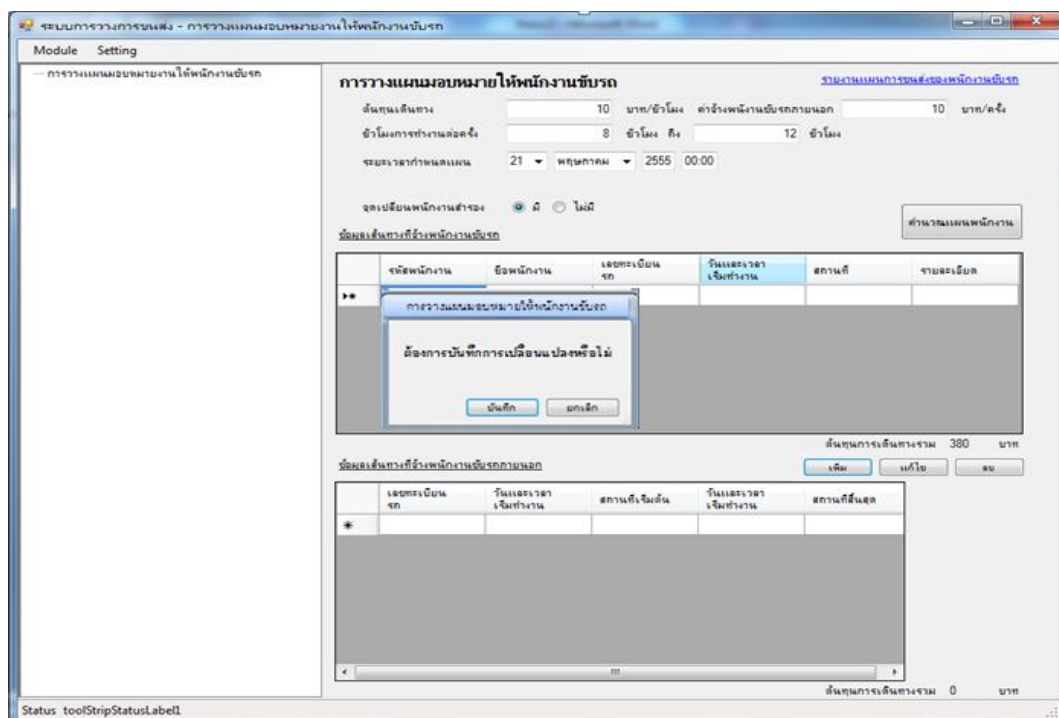 ระบบการวางการขนส่ง - การวางแผนมอบหมายงานให้พนักงานขับรถ
Module Setting
การวางแผนมอบหมายงานให้พนักงานขับรถ
การวางแผนมอบหมายให้พนักงานขับรถ รายงานแผนการขนส่งของพนักงานขับรถ
ต้นทุนเดินทาง 10 บาท/ชั่วโมง ค่าจ้างพนักงานขับรถภายนอก 10 บาท/ครั้ง
ชั่วโมงการทำงานต่อครั้ง 8 ชั่วโมง ถึง 12 ชั่วโมง
ระยะเวลากำหนดแผน 21 พฤษภาคม 2555 00:00
จุดเปลี่ยนพนักงานสำรอง มี ไม่มี
คำนวณแผนพนักงาน
ข้อมูลเส้นทางที่จ้างพนักงานขับรถ
รหัสพนักงาน ชื่อพนักงาน เลขทะเบียนรถ วันและเวลาเริ่มทำงาน สถานที่ รายละเอียด
การวางแผนมอบหมายให้พนักงานขับรถ
ต้องการบันทึกการเปลี่ยนแปลงหรือไม่
บันทึก ยกเลิก
ต้นทุนการเดินทางรวม 380 บาท
ข้อมูลเส้นทางที่จ้างพนักงานขับรถภายนอก
เพิ่ม แก้ไข ลบ
เลขทะเบียนรถ วันและเวลาเริ่มทำงาน สถานที่เริ่มต้น วันและเวลาเริ่มทำงาน สถานที่สิ้นสุด
ต้นทุนการเดินทางรวม 0 บาท
Status toolStripStatusLabel1